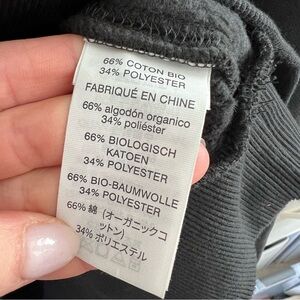 66% COTON BIO
34% POLYESTER
FABRIQUÉ EN CHINE
66% algodón organico
34% poliéster
66% BIOLOGISCH
KATOEN
34% POLYESTER
66% BIO-BAUMWOLLE
34% POLYESTER
66% 綿 (オーガニックコ
ットン)
34% ポリエステル